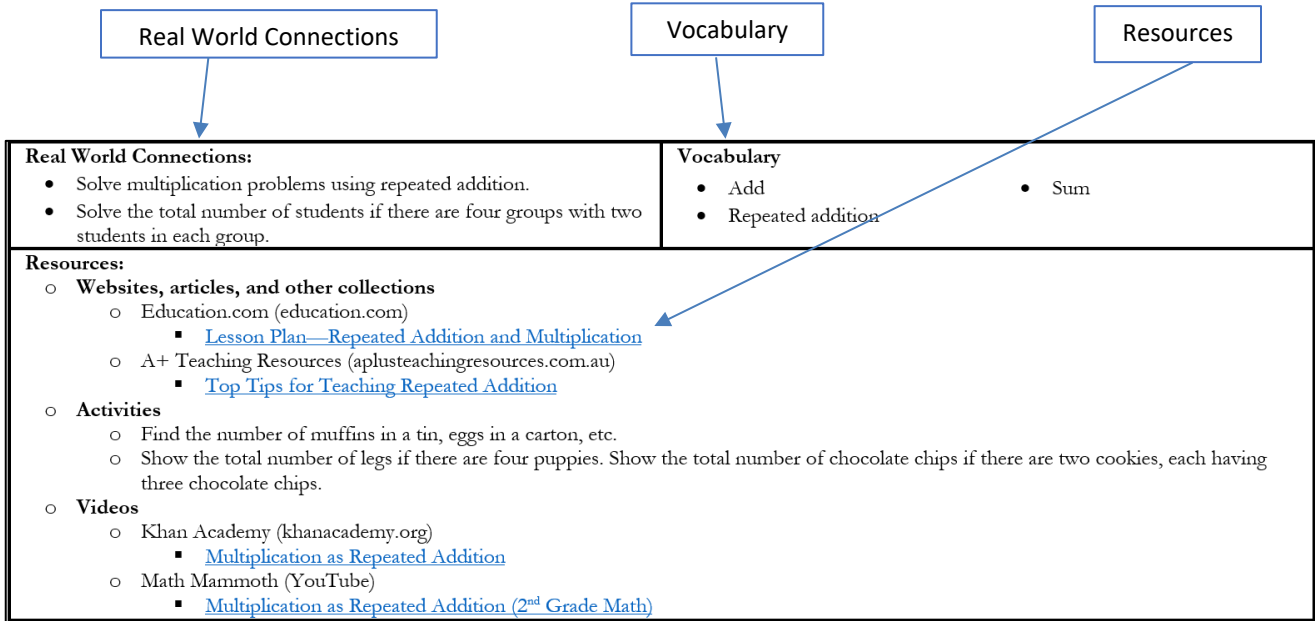 Real World Connections
Vocabulary
Resources
Real World Connections:
• Solve multiplication problems using repeated addition.
• Solve the total number of students if there are four groups with two
students in each group.
Vocabulary
• Add
• Repeated addition
• Sum
Resources:
o Websites, articles, and other collections
o Education.com (education.com)
▪ Lesson Plan—Repeated Addition and Multiplication
o A+ Teaching Resources (aplusteachingresources.com.au)
▪ Top Tips for Teaching Repeated Addition
o Activities
o Find the number of muffins in a tin, eggs in a carton, etc.
o Show the total number of legs if there are four puppies. Show the total number of chocolate chips if there are two cookies, each having
three chocolate chips.
o Videos
o Khan Academy (khanacademy.org)
▪ Multiplication as Repeated Addition
o Math Mammoth (YouTube)
▪ Multiplication as Repeated Addition (2nd Grade Math)